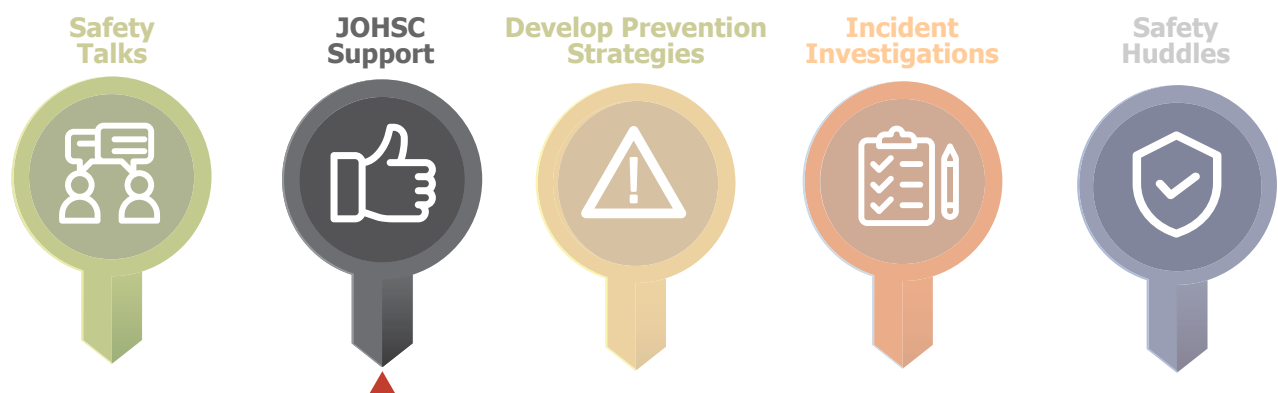 Safety
Talks
JOHSC
Support
Develop Prevention
Strategies
Incident
Investigations
Safety
Huddles